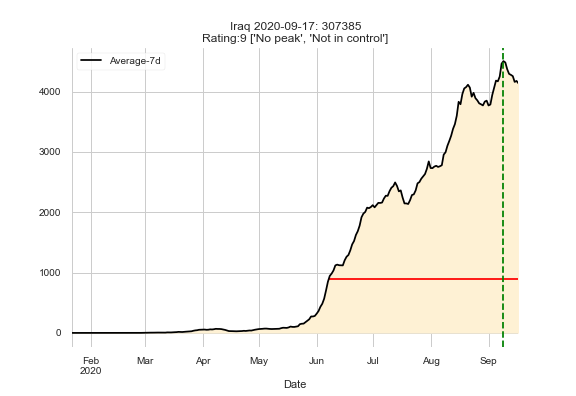 Iraq 2020-09-17: 307385
Rating:9 ['No peak', 'Not in control']
Average-7d
4000
3000
2000
1000
0
Feb Mar Apr May Jun Jul Aug Sep
2020
Date